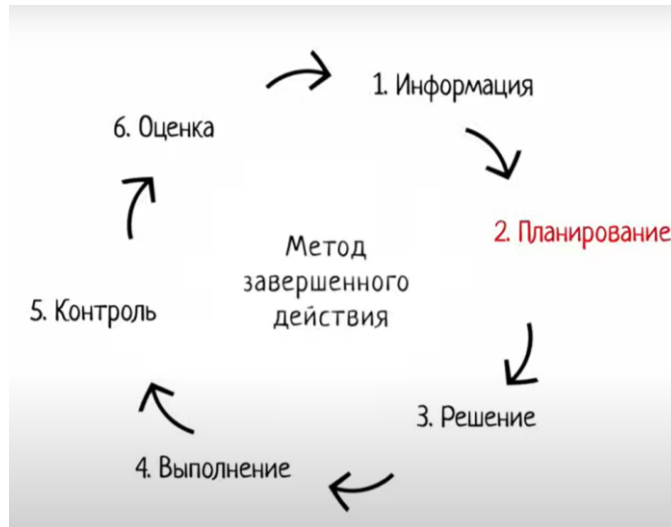 1. Информация
2. Планирование
3. Решение
4. Выполнение
5. Контроль
6. Оценка
Метод
завершенного
действия